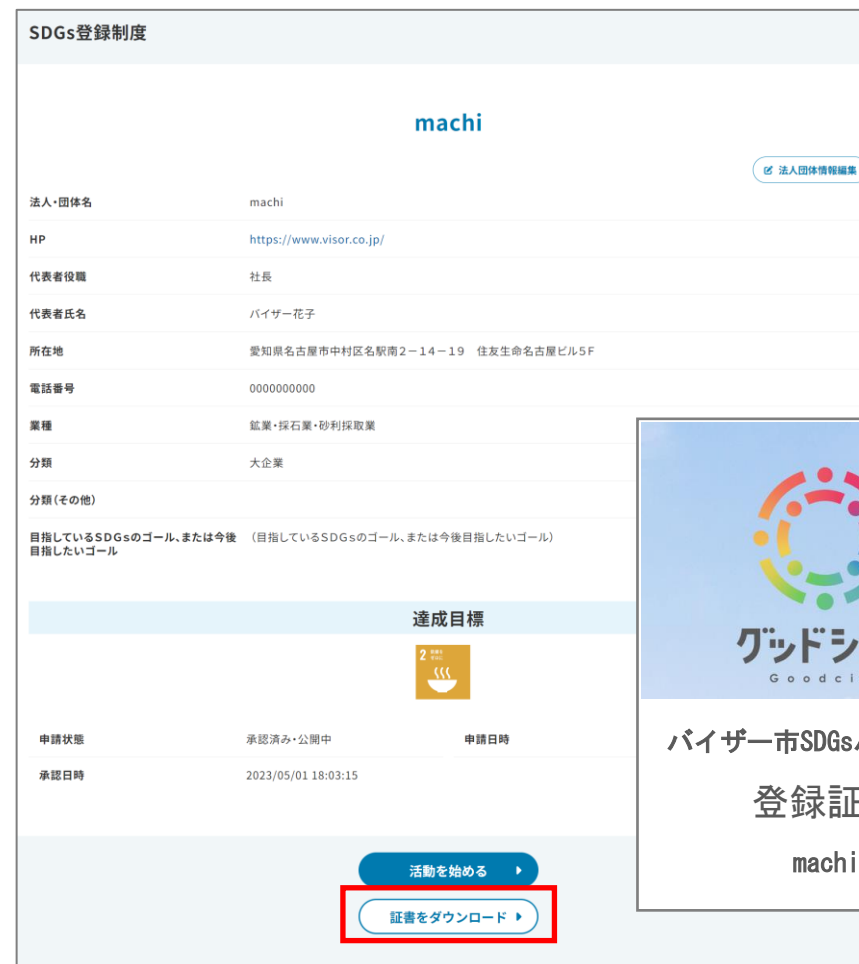 SDGs登録制度
machi
法人団体情報編集
法人・団体名 machi
HP https://www.visor.co.jp/
代表者役職 社長
代表者氏名 バイザー花子
所在地 愛知県名古屋市中村区名駅南2－14－19　住友生命名古屋ビル5F
電話番号 0000000000
業種 鉱業・採石業・砂利採取業
分類 大企業
分類（その他）
目指しているSDGsのゴール、または今後 （目指しているSDGsのゴール、または今後目指したいゴール）
目指したいゴール
達成目標
2
申請状態 承認済み・公開中 申請日時
承認日時 2023/05/01 18:03:15
活動を始める
証書をダウンロード
グッドシ
Goodci
バイザー市SDGs
登録証
machi